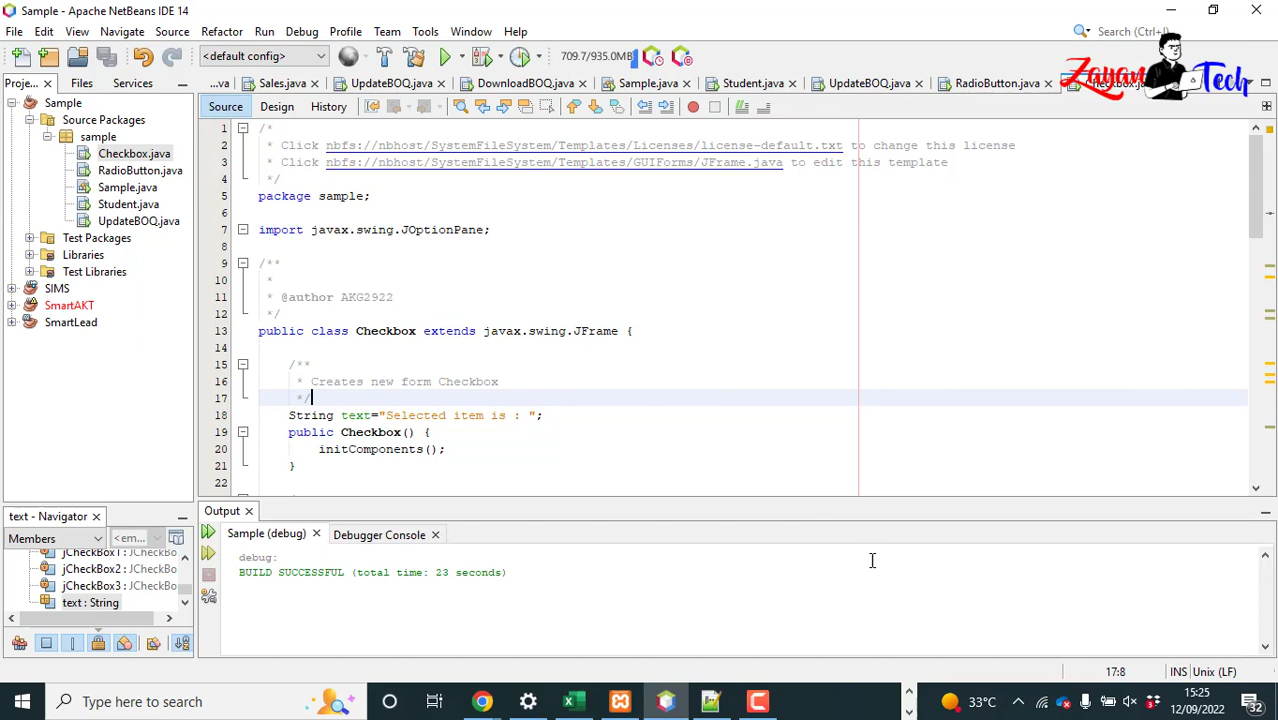 Sample - Apache NetBeans IDE 14
File Edit View Navigate Source Refactor Run Debug Profile Team Tools Window Help
Search (Ctrl+I)
<default config>
709.7/935.0MB
Zayan Tech
Proje...
Files
Services
...va
Sales.java
DownloadBOQ.java
Sample.java
Student.java
UpdateBOQ.java
RadioButton.java
Source
Design
History
Sample
Source Packages
sample
Checkbox.java
RadioButton.java
Sample.java
Student.java
UpdateBOQ.java
Test Packages
Libraries
Test Libraries
SIMS
SmartAKT
SmartLead
1 /*
2 * Click nbfs://nbhost/SystemFileSystem/Templates/Licenses/license-default.txt to change this license
3 * Click nbfs://nbhost/SystemFileSystem/Templates/GUIForms/JFrame.java to edit this template
4 */
5 package sample;
6
7 import javax.swing.JOptionPane;
8
9 /**
10 *
11 * @author AKG2922
12 */
13 public class Checkbox extends javax.swing.JFrame {
14
15 /**
16 * Creates new form Checkbox
17 */
18 String text="Selected item is : ";
19 public Checkbox() {
20 initComponents();
21 }
22
text - Navigator
Members
<em...
jCheckBox1 : JCheckBo
jCheckBox2 : JCheckBo
jCheckBox3 : JCheckBo
text : String
Output
Sample (debug)
Debugger Console
debug:
BUILD SUCCESSFUL (total time: 23 seconds)
17:8
INS
Unix (LF)
Type here to search
33°C
15:25
12/09/2022
32